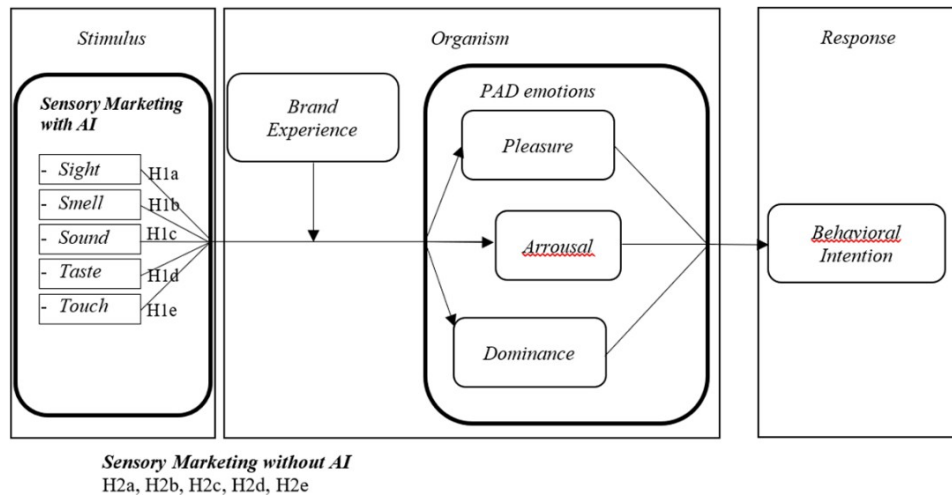 Stimulus
Organism
Response
Sensory Marketing
with AI
- Sight
H1a
- Smell
H1b
- Sound
H1c
- Taste
H1d
- Touch
H1e
Brand
Experience
PAD emotions
Pleasure
Arrousal
Dominance
Behavioral
Intention
Sensory Marketing without AI
H2a, H2b, H2c, H2d, H2e